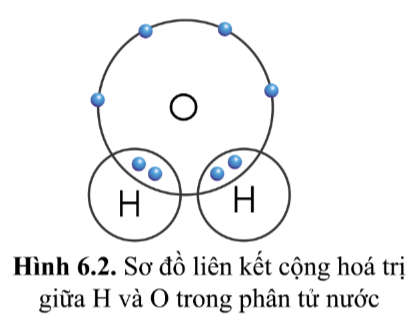 O
H
H
Hình 6.2. Sơ đồ liên kết cộng hoá trị
giữa H và O trong phân tử nước